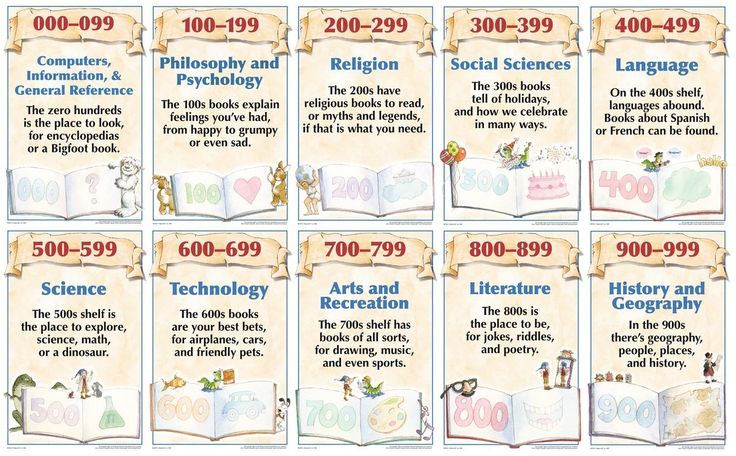 000–099
Computers,
Information, &
General Reference
The zero hundreds
is the place to look,
for encyclopedias
or a Bigfoot book.
000
?
100–199
Philosophy and
Psychology
The 100s books explain
feelings you've had,
from happy to grumpy
or even sad.
100
200–299
Religion
The 200s have
religious books to read,
or myths and legends,
if that is what you need.
200
300–399
Social Sciences
The 300s books
tell of holidays,
and how we celebrate
in many ways.
300
400–499
Language
On the 400s shelf,
languages abound.
Books about Spanish
or French can be found.
400
hello
500–599
Science
The 500s shelf is
the place to explore,
science, math,
or a dinosaur.
500
600–699
Technology
The 600s books
are your best bets,
for airplanes, cars,
and friendly pets.
600
700–799
Arts and
Recreation
The 700s shelf has
books of all sorts,
for drawing, music,
and even sports.
700
800–899
Literature
The 800s is
the place to be,
for jokes, riddles,
and poetry.
800
900–999
History and
Geography
In the 900s
there's geography,
people, places,
and history.
900